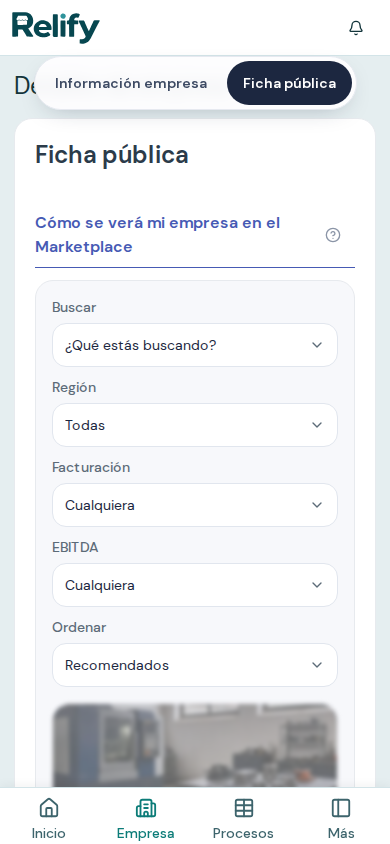 Relify
De
Información empresa
Ficha pública
Ficha pública
Cómo se verá mi empresa en el
Marketplace
Buscar
¿Qué estás buscando?
Región
Todas
Facturación
Cualquiera
EBITDA
Cualquiera
Ordenar
Recomendados
Inicio
Empresa
Procesos
Más